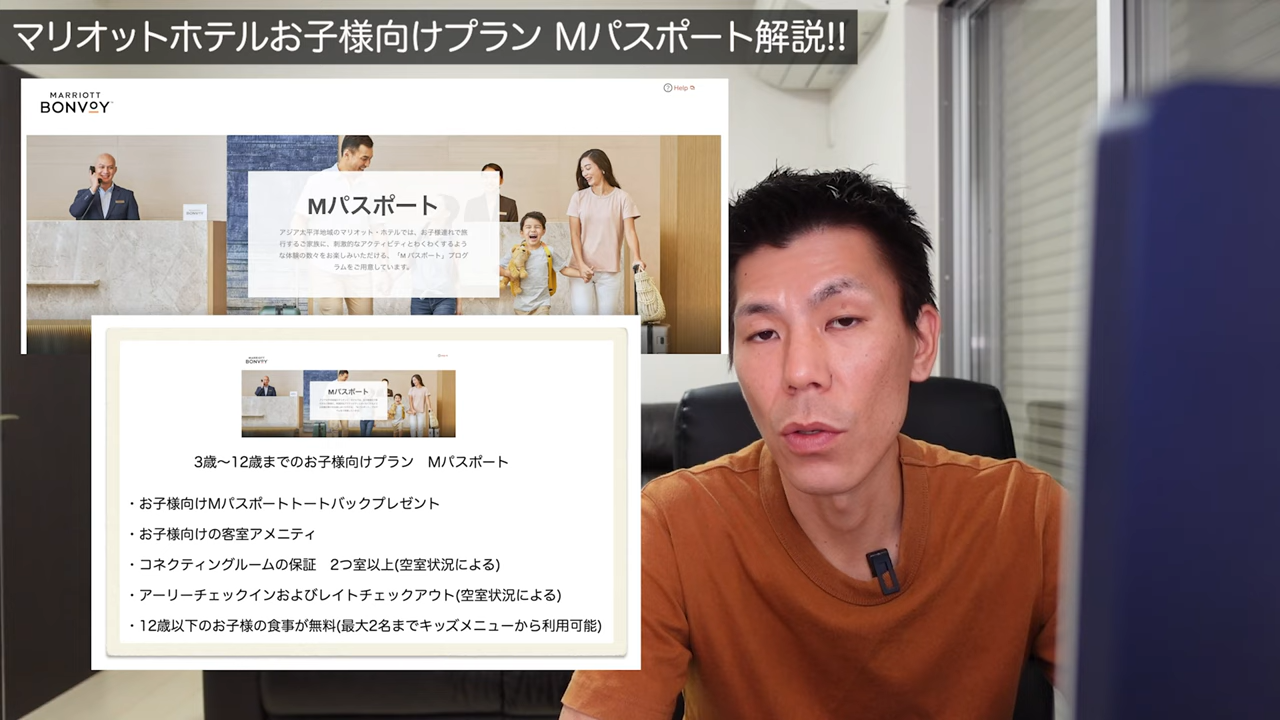 マリオットホテルお子様向けプラン Mパスポート解説!!
MARRIOTT
BONVOY
Help
Mパスポート
アジア太平洋地域のマリオット・ホテルでは、お子様連れで旅
行するご家族に、刺激的なアクティビティとわくわくするよう
な体験の数々をお楽しみいただける、「M パスポート」プログ
ラムをご用意しています。
MARRIOTT
BONVOY
Mパスポート
3歳〜12歳までのお子様向けプラン　Mパスポート
・お子様向けMパスポートトートバックプレゼント
・お子様向けの客室アメニティ
・コネクティングルームの保証　2つ室以上(空室状況による)
・アーリーチェックインおよびレイトチェックアウト(空室状況による)
・12歳以下のお子様の食事が無料(最大2名までキッズメニューから利用可能)